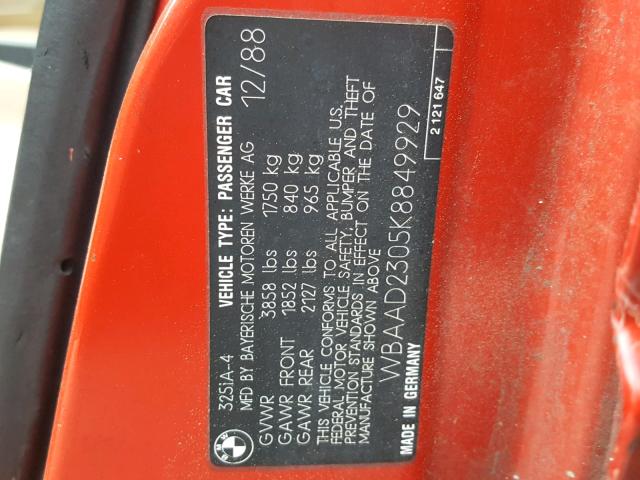 BMW
325iA-4 VEHICLE TYPE: PASSENGER CAR
MFD BY BAYERISCHE MOTOREN WERKE AG 12/88
GVWR 3858 lbs 1750 kg
GAWR FRONT 1852 lbs 840 kg
GAWR REAR 2127 lbs 965 kg
THIS VEHICLE CONFORMS TO ALL APPLICABLE U.S.
FEDERAL MOTOR VEHICLE SAFETY, BUMPER AND THEFT
PREVENTION STANDARDS IN EFFECT ON THE DATE OF
MANUFACTURE SHOWN ABOVE
WBAAD2305K8849929
MADE IN GERMANY 2 121 647